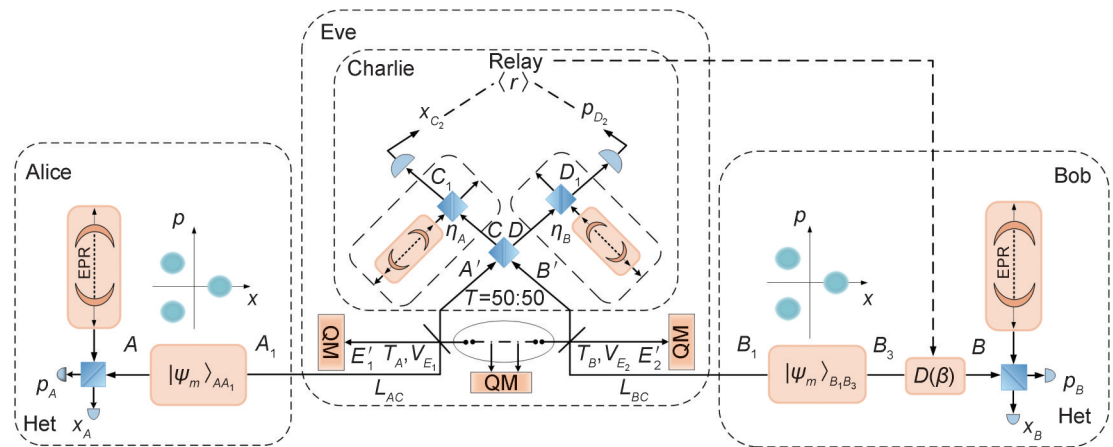 Eve
Charlie
Relay
⟨r⟩
x_{C_2}
p_{D_2}
Alice
Bob
C_1
D_1
EPR
p
x
η_A
C
D
η_B
p
x
EPR
A′
B′
T=50:50
A
A_1
QM
E′_1
T_A, V_{E_1}
T_B, V_{E_2}
E′_2
QM
B_1
B_3
B
p_A
|ψ_m⟩_{AA_1}
QM
|ψ_m⟩_{B_1B_3}
D(β)
p_B
L_{AC}
L_{BC}
Het
x_A
x_B
Het